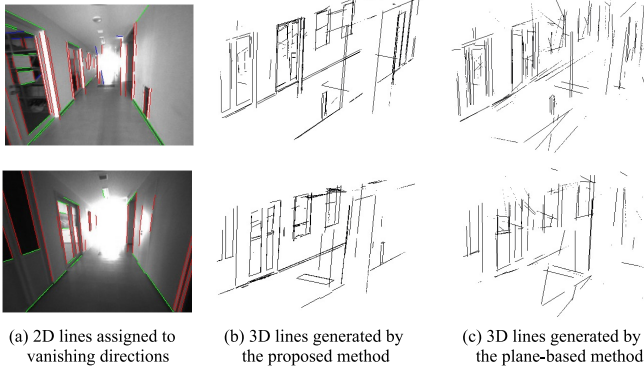 (a) 2D lines assigned to
vanishing directions
(b) 3D lines generated by
the proposed method
(c) 3D lines generated by
the plane-based method